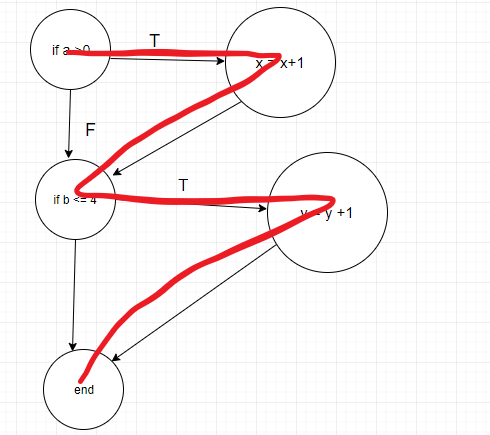 if a >0
T
x = x+1
F
if b <= 4
T
y = y +1
end